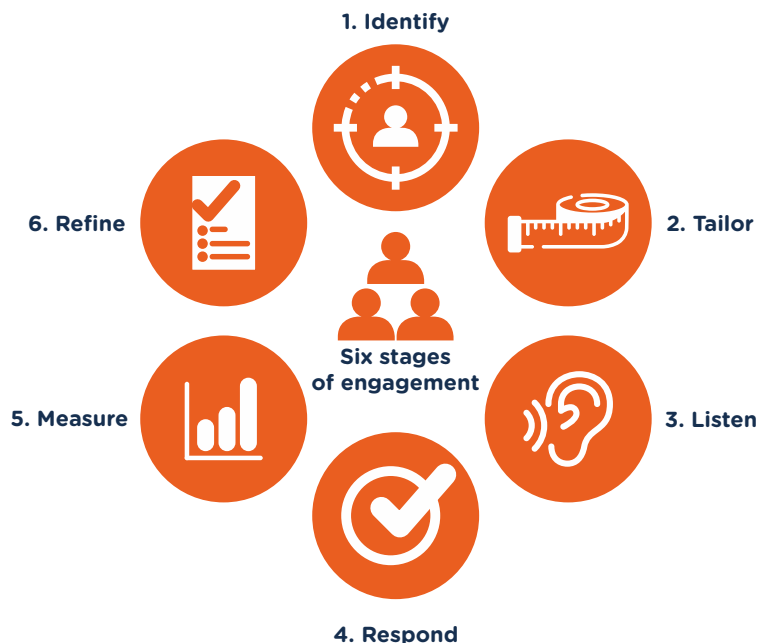 1. Identify
2. Tailor
3. Listen
4. Respond
5. Measure
6. Refine
Six stages
of engagement